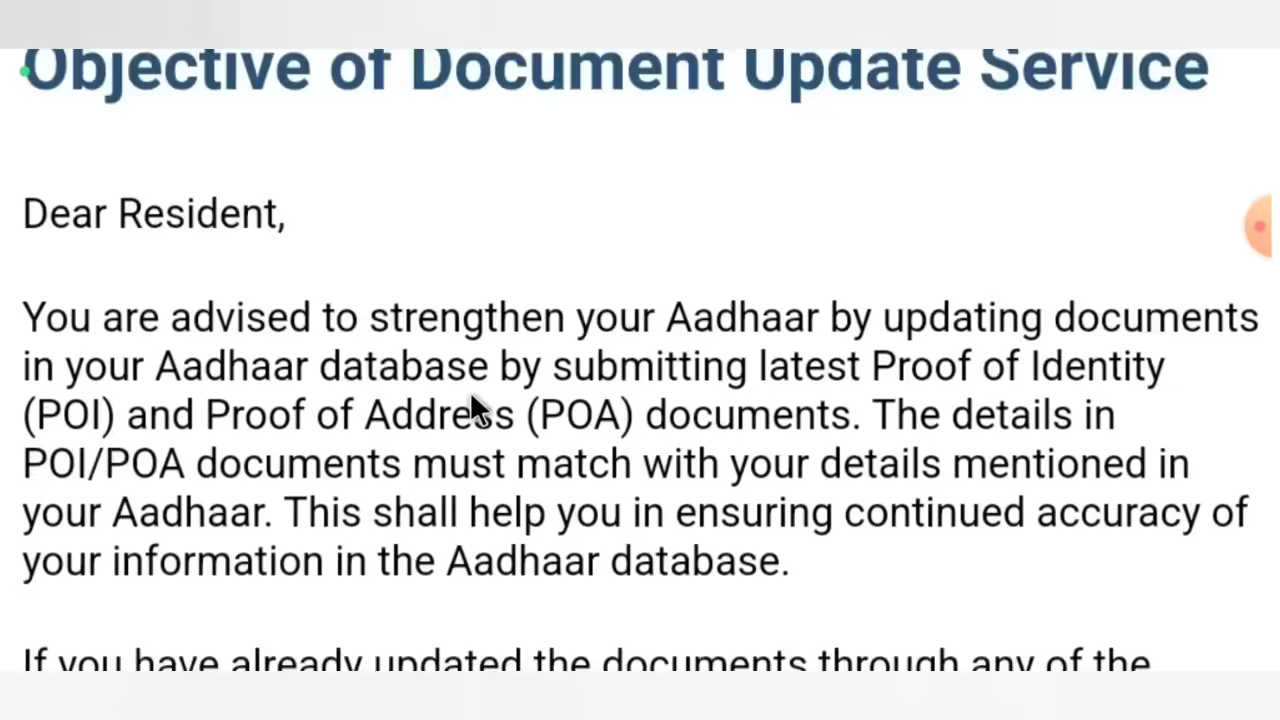 Objective of Document Update Service
Dear Resident,
You are advised to strengthen your Aadhaar by updating documents
in your Aadhaar database by submitting latest Proof of Identity
(POI) and Proof of Address (POA) documents. The details in
POI/POA documents must match with your details mentioned in
your Aadhaar. This shall help you in ensuring continued accuracy of
your information in the Aadhaar database.
If you have already updated the documents through any of the